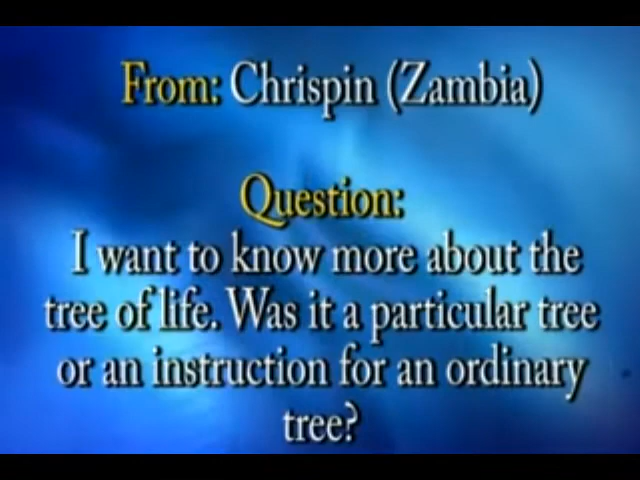 From: Chrispin (Zambia)
Question:
I want to know more about the
tree of life. Was it a particular tree
or an instruction for an ordinary
tree?